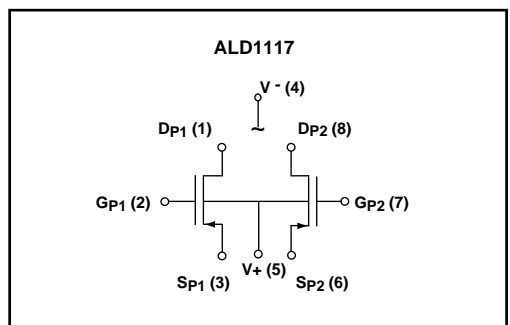 ALD1117
V - (4)
~
DP1 (1)
DP2 (8)
GP1 (2)
GP2 (7)
V+ (5)
SP1 (3)
SP2 (6)